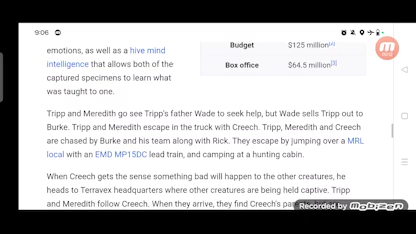 9:06
emotions, as well as a hive mind
intelligence that allows both of the
captured specimens to learn what
was taught to one.
Budget $125 million[4]
Box office $64.5 million[3]
Tripp and Meredith go see Tripp's father Wade to seek help, but Wade sells Tripp out to
Burke. Tripp and Meredith escape in the truck with Creech. Tripp, Meredith and Creech
are chased by Burke and his team along with Rick. They escape by jumping over a MRL
local with an EMD MP15DC lead train, and camping at a hunting cabin.
When Creech gets the sense something bad will happen to the other creatures, he
heads to Terravex headquarters where other creatures are being held captive. Tripp
and Meredith follow Creech. When they arrive, they find Creech's
Recorded by Mobizen